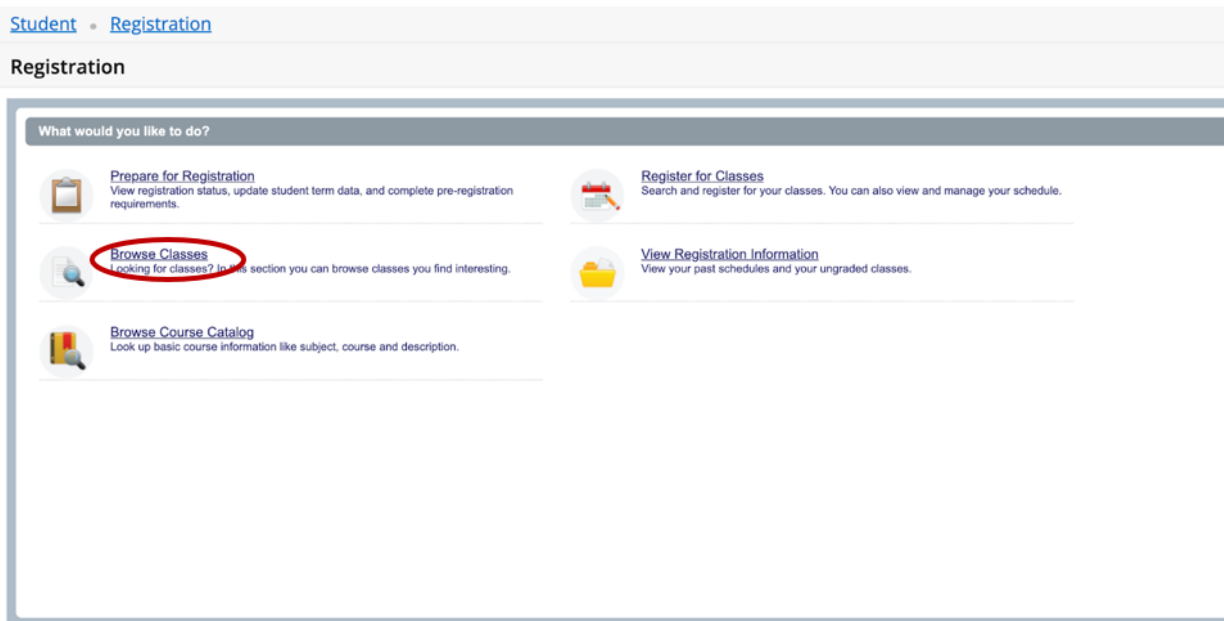 Student • Registration
Registration
What would you like to do?
Prepare for Registration
View registration status, update student term data, and complete pre-registration
requirements.
Browse Classes
Looking for classes? In this section you can browse classes you find interesting.
Browse Course Catalog
Look up basic course information like subject, course and description.
Register for Classes
Search and register for your classes. You can also view and manage your schedule.
View Registration Information
View your past schedules and your ungraded classes.